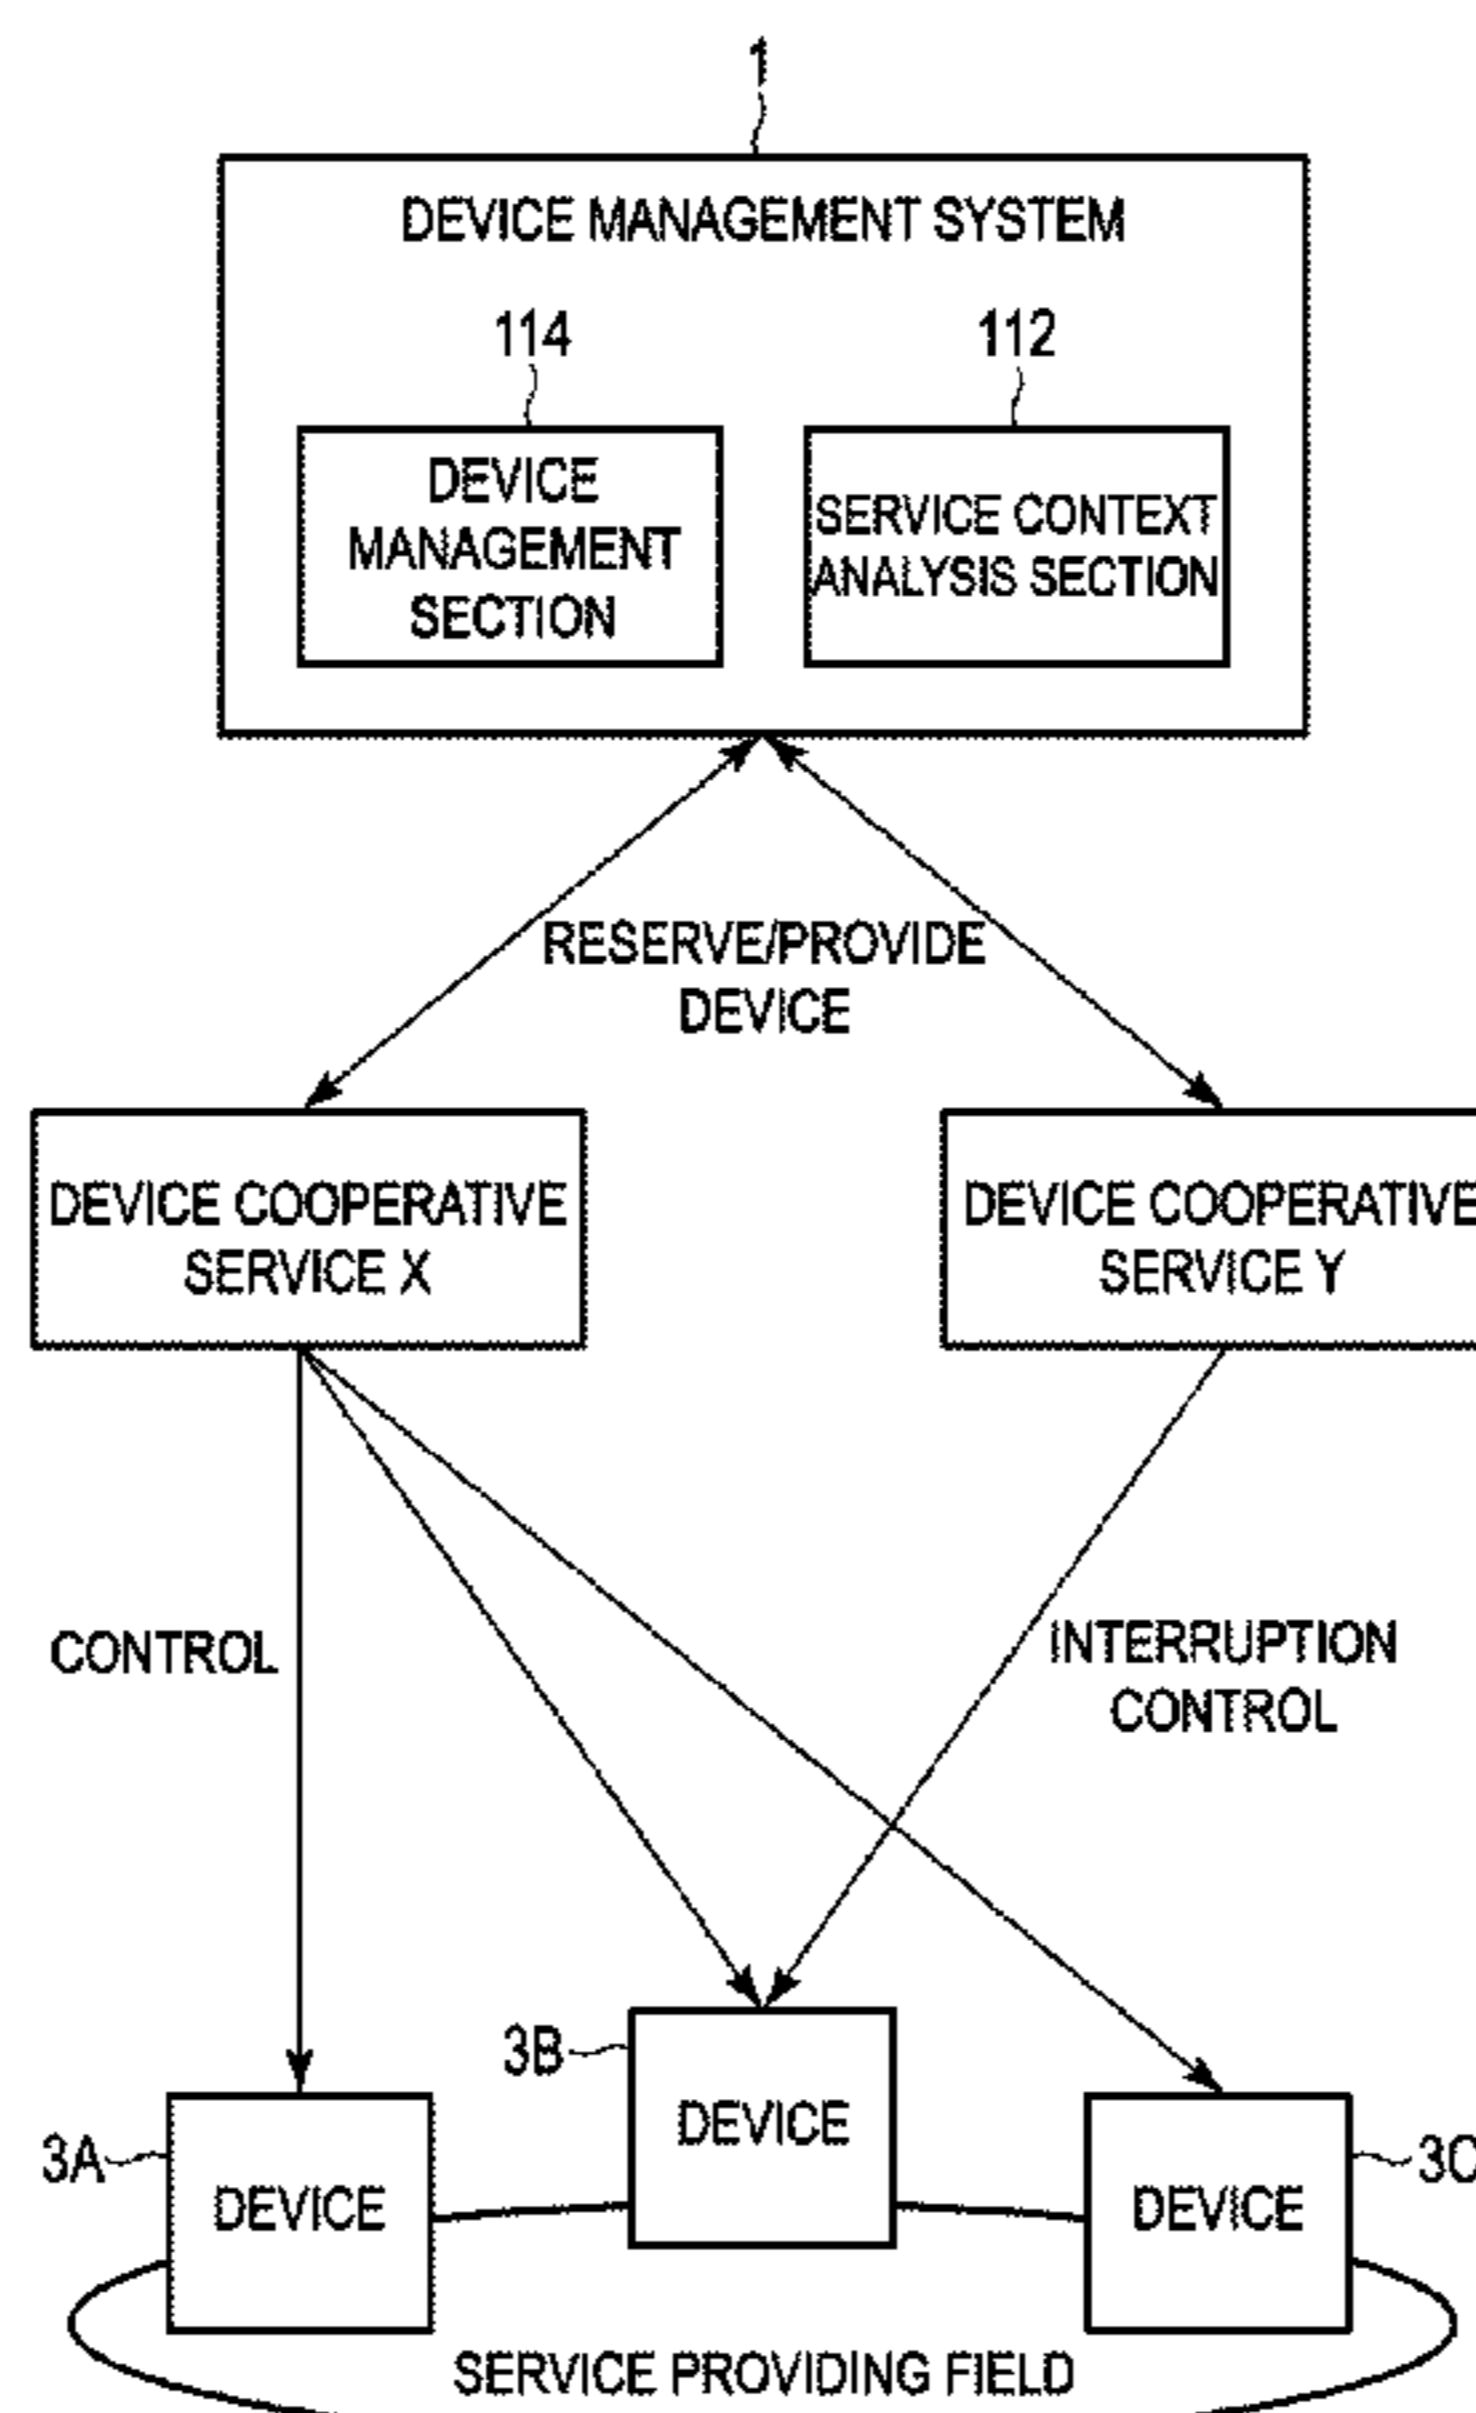 1
DEVICE MANAGEMENT SYSTEM
114
112
DEVICE
MANAGEMENT
SECTION
SERVICE CONTEXT
ANALYSIS SECTION
RESERVE/PROVIDE
DEVICE
DEVICE COOPERATIVE
SERVICE X
DEVICE COOPERATIVE
SERVICE Y
CONTROL
INTERRUPTION
CONTROL
3B
DEVICE
3A
DEVICE
3C
DEVICE
SERVICE PROVIDING FIELD